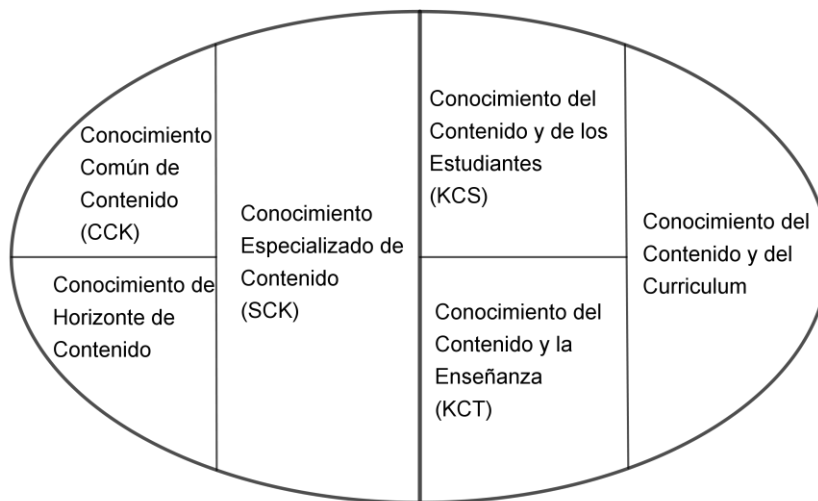 Conocimiento
Común de
Contenido
(CCK)
Conocimiento de
Horizonte de
Contenido
Conocimiento
Especializado de
Contenido
(SCK)
Conocimiento del
Contenido y de los
Estudiantes
(KCS)
Conocimiento del
Contenido y la
Enseñanza
(KCT)
Conocimiento del
Contenido y del
Curriculum